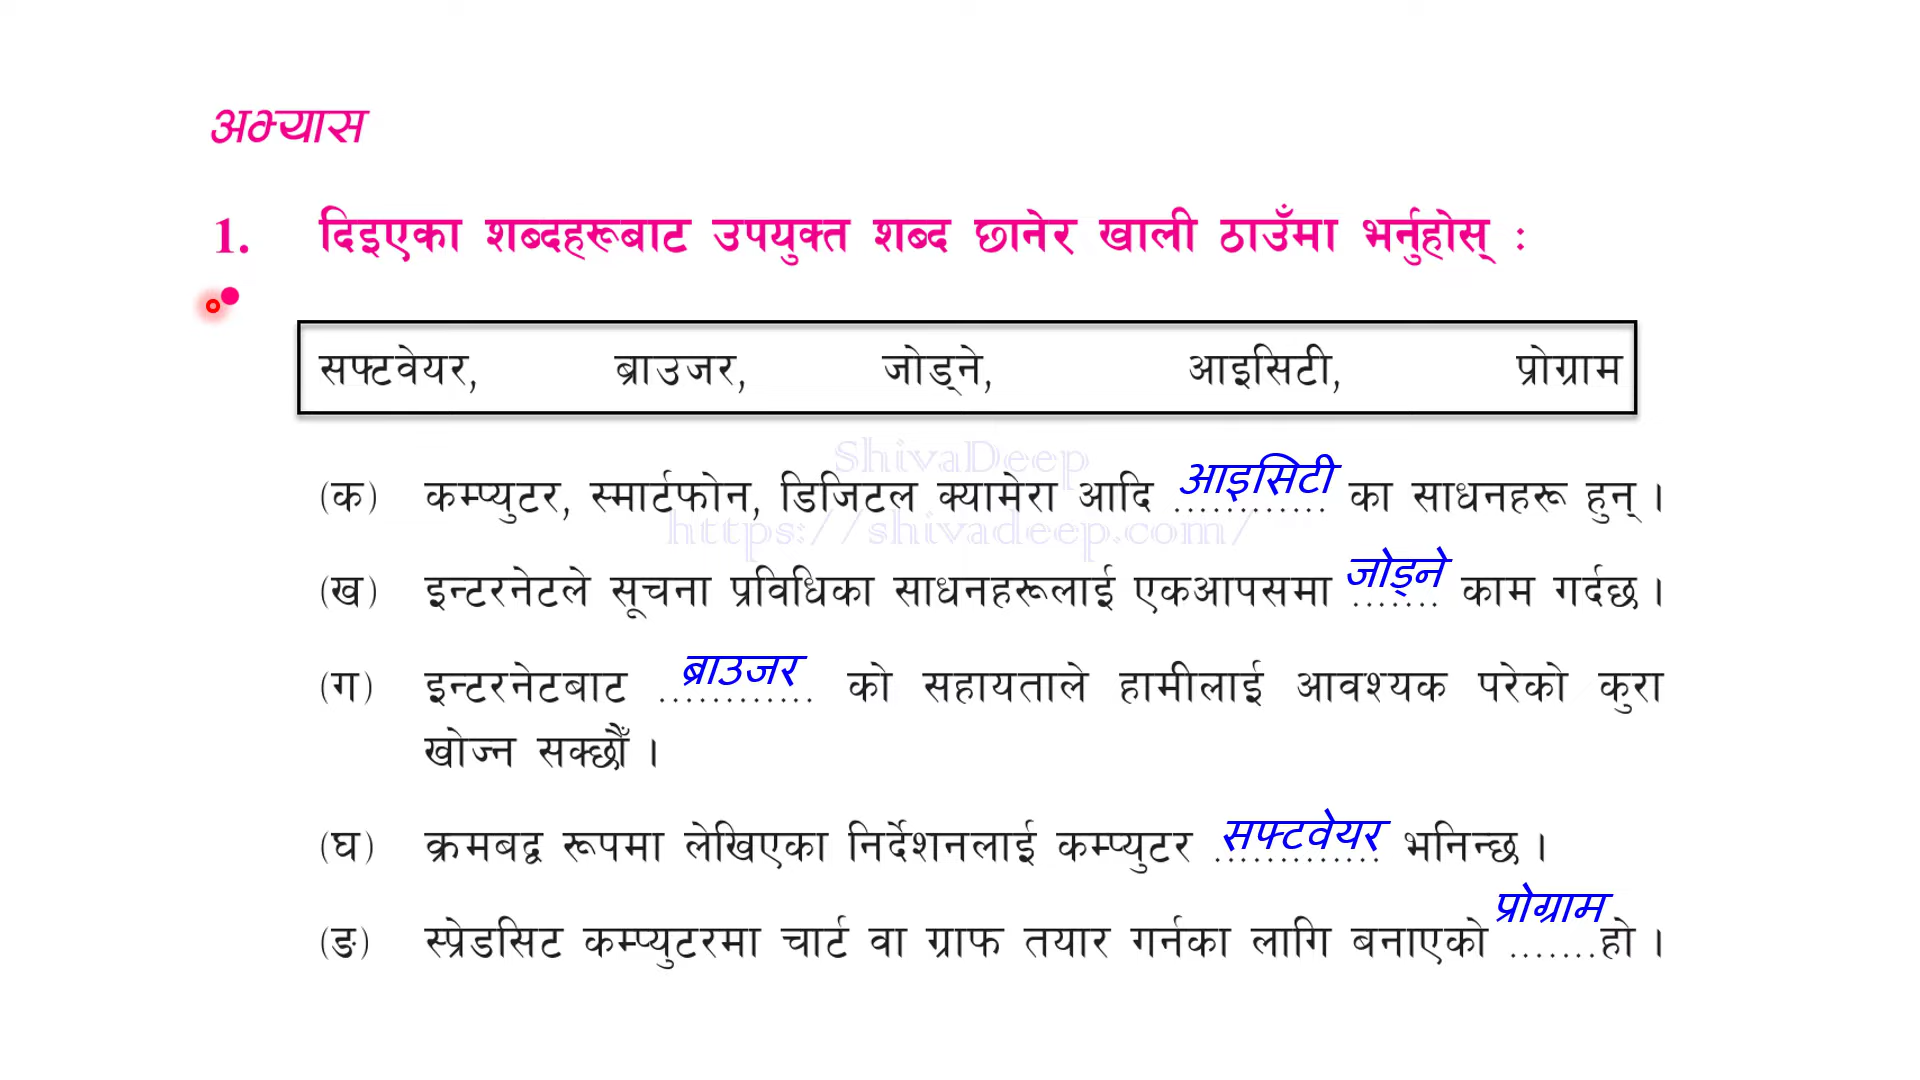 अभ्यास
1. दिइएका शब्दहरूबाट उपयुक्त शब्द छानेर खाली ठाउँमा भर्नुहोस् :
सफ्टवेयर, ब्राउजर, जोड्ने, आइसिटी, प्रोग्राम
ShivaDeep
https://shivadeep.com/
(क) कम्प्युटर, स्मार्टफोन, डिजिटल क्यामेरा आदि आइसिटी का साधनहरू हुन् ।
(ख) इन्टरनेटले सूचना प्रविधिका साधनहरूलाई एकआपसमा जोड्ने काम गर्दछ ।
(ग) इन्टरनेटबाट ब्राउजर को सहायताले हामीलाई आवश्यक परेको कुरा
खोज्न सक्छौँ ।
(घ) क्रमबद्व रूपमा लेखिएका निर्देशनलाई कम्प्युटर सफ्टवेयर भनिन्छ ।
(ङ) स्प्रेडसिट कम्प्युटरमा चार्ट वा ग्राफ तयार गर्नका लागि बनाएको प्रोग्राम हो ।